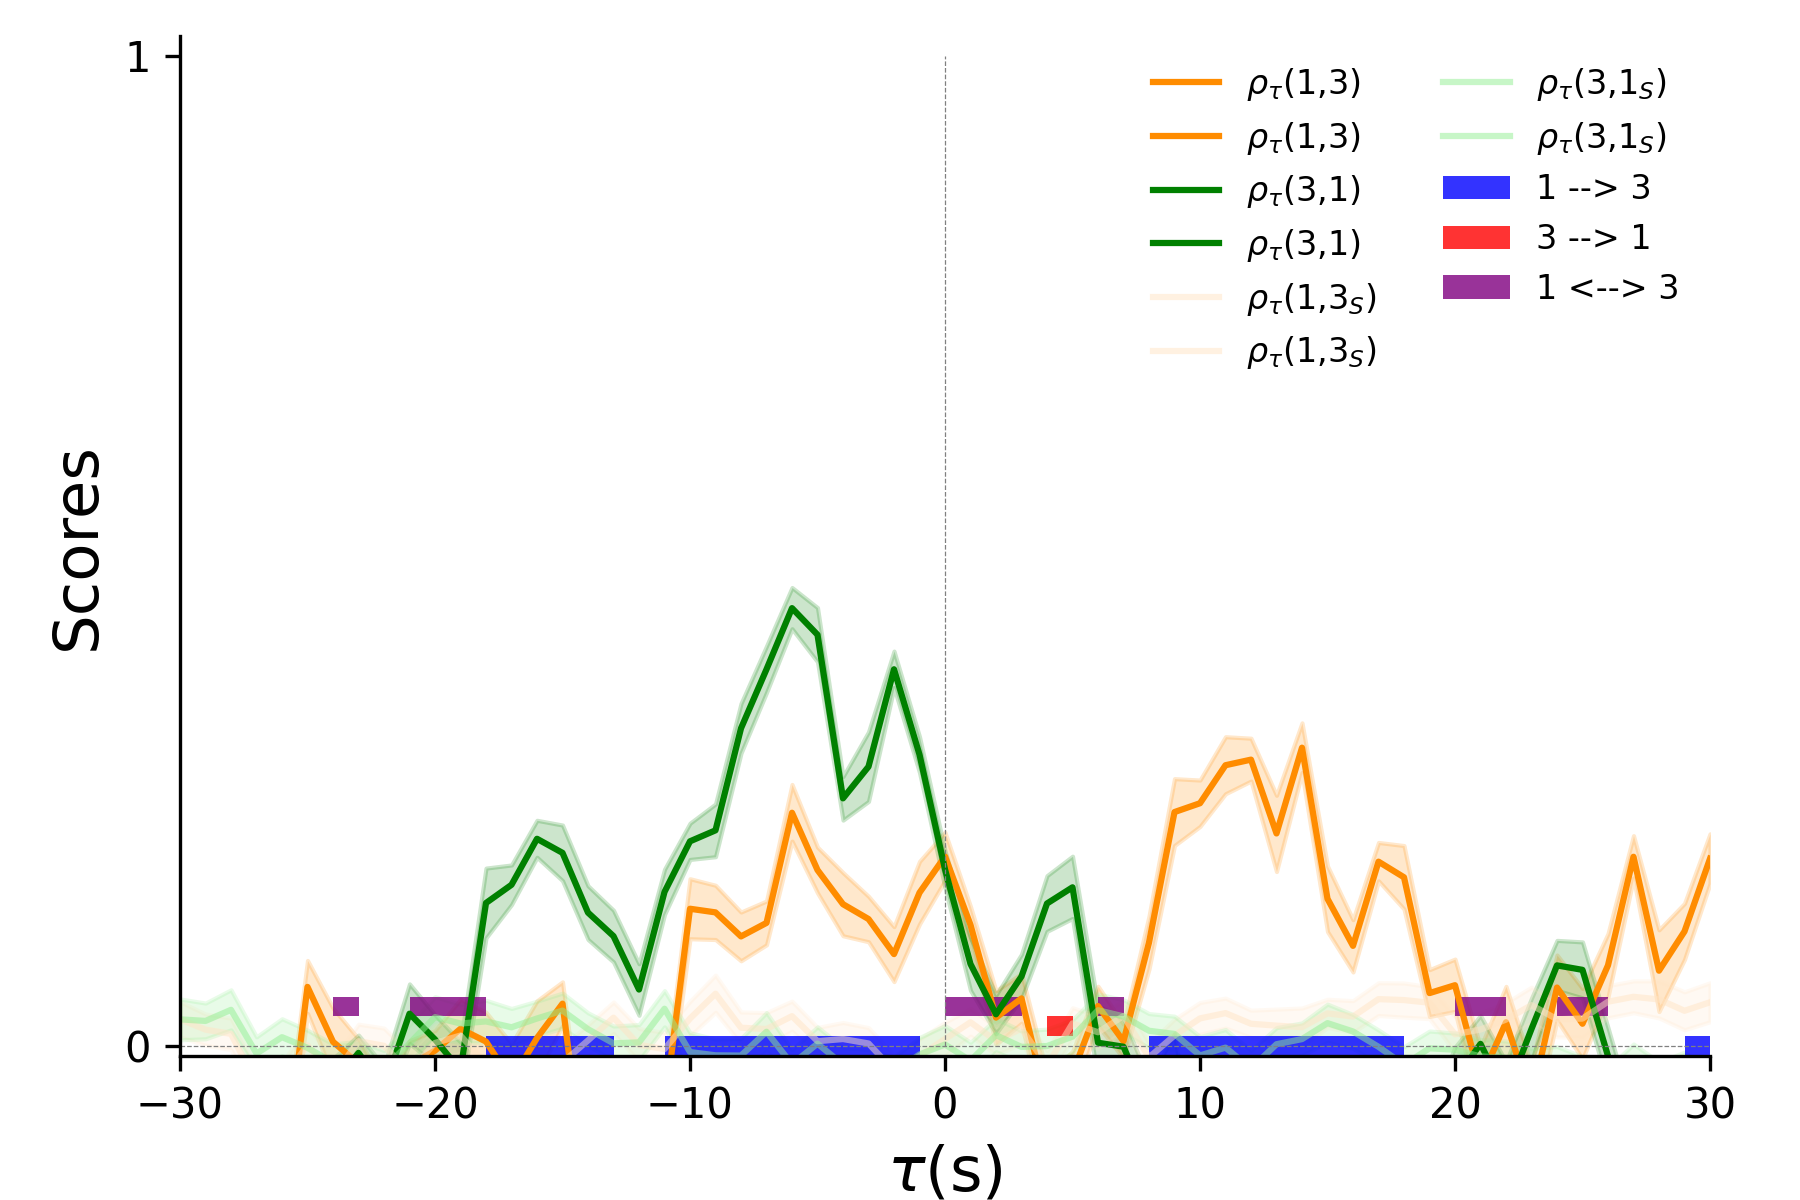 1
ρτ(1,3)
ρτ(1,3)
ρτ(3,1)
ρτ(3,1)
ρτ(1,3S)
ρτ(1,3S)
ρτ(3,1S)
ρτ(3,1S)
1 --> 3
3 --> 1
1 <--> 3
Scores
0
−30 −20 −10 0 10 20 30
τ(s)